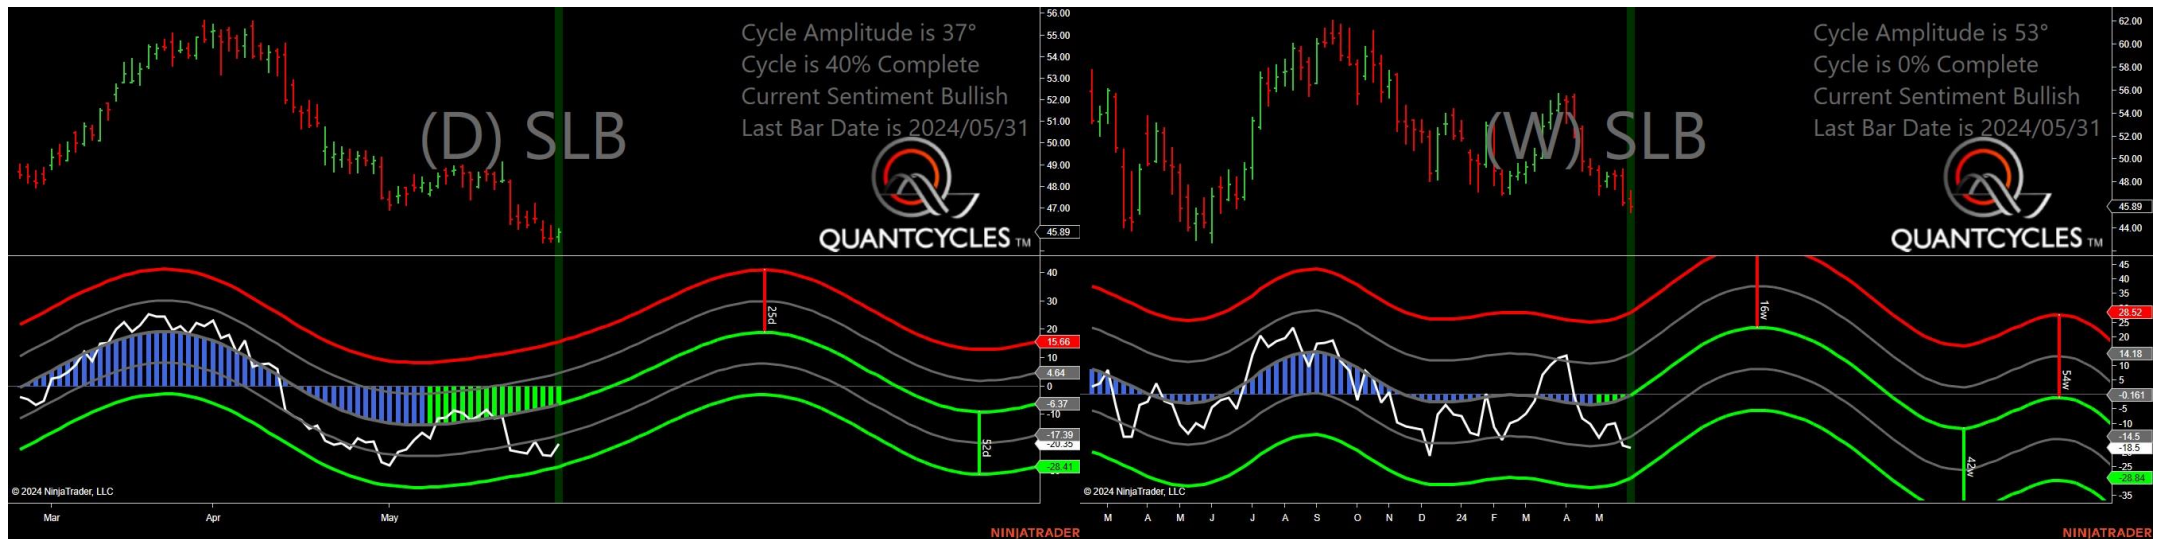 Cycle Amplitude is 37°
Cycle is 40% Complete
Current Sentiment Bullish
Last Bar Date is 2024/05/31
(D) SLB
QUANTCYCLES TM
56.00
55.00
54.00
53.00
52.00
51.00
50.00
49.00
48.00
47.00
45.89
40
30
20
15.66
10
4.64
0
-6.37
-10
-17.39
-20.35
-28.41
25d
52d
© 2024 NinjaTrader, LLC
Mar Apr May
NINJATRADER
Cycle Amplitude is 53°
Cycle is 0% Complete
Current Sentiment Bullish
Last Bar Date is 2024/05/31
(W) SLB
QUANTCYCLES TM
62.00
60.00
58.00
56.00
54.00
52.00
50.00
48.00
45.89
44.00
45
40
35
28.52
25
20
14.18
10
5
-0.161
-5
-10
-14.5
-18.5
-25
-28.84
-35
16w
54w
42w
© 2024 NinjaTrader, LLC
M A M J J A S O N D 24 F M A M
NINJATRADER